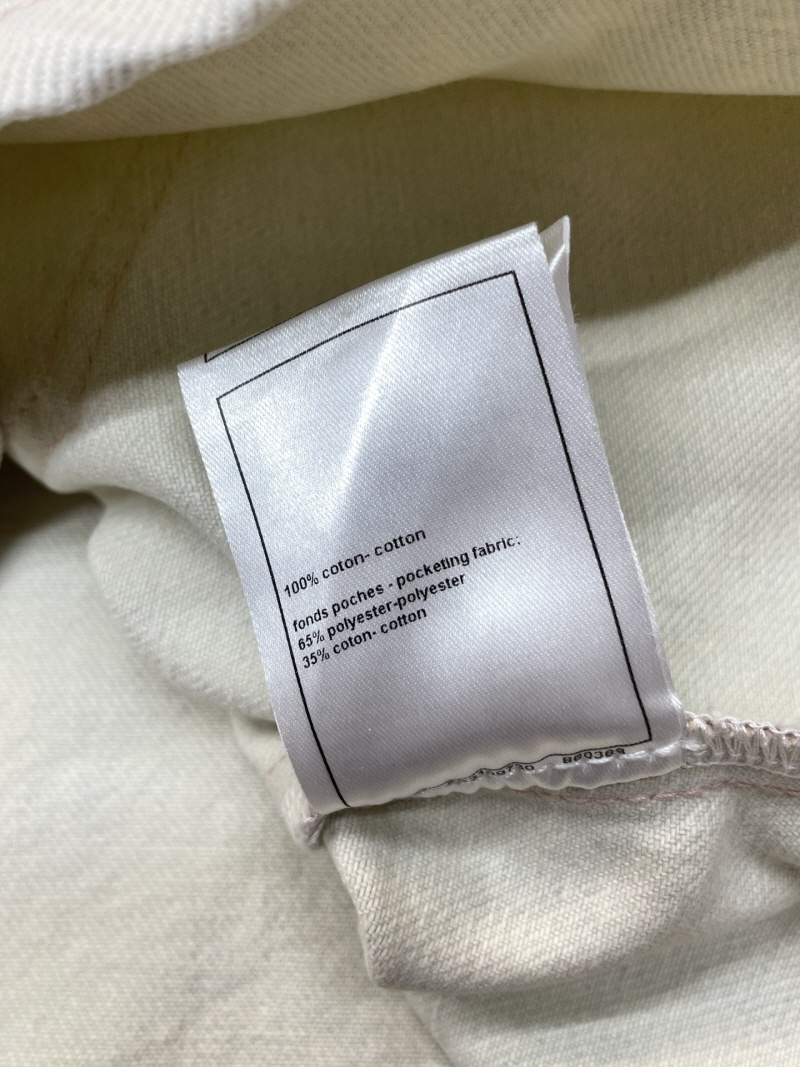 100% coton- cotton
fonds poches - pocketing fabric:
65% polyester-polyester
35% coton- cotton